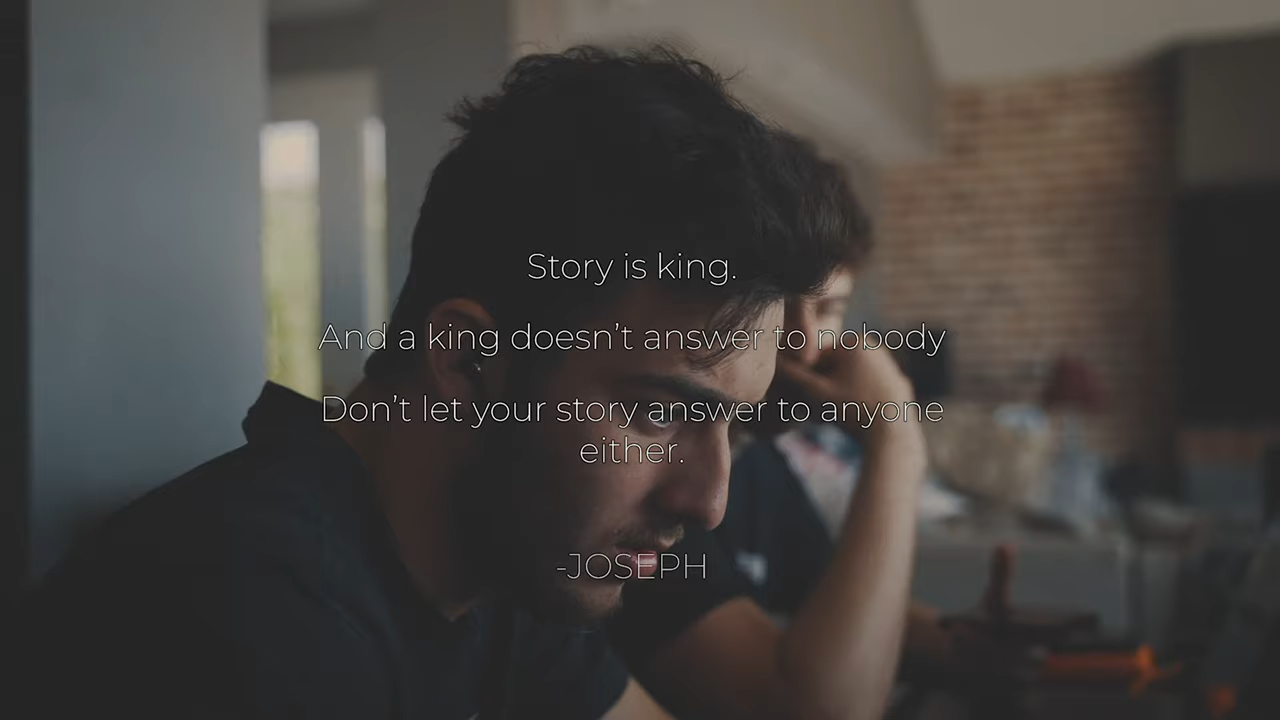 Story is king.
And a king doesn’t answer to nobody
Don’t let your story answer to anyone
either.
-JOSEPH